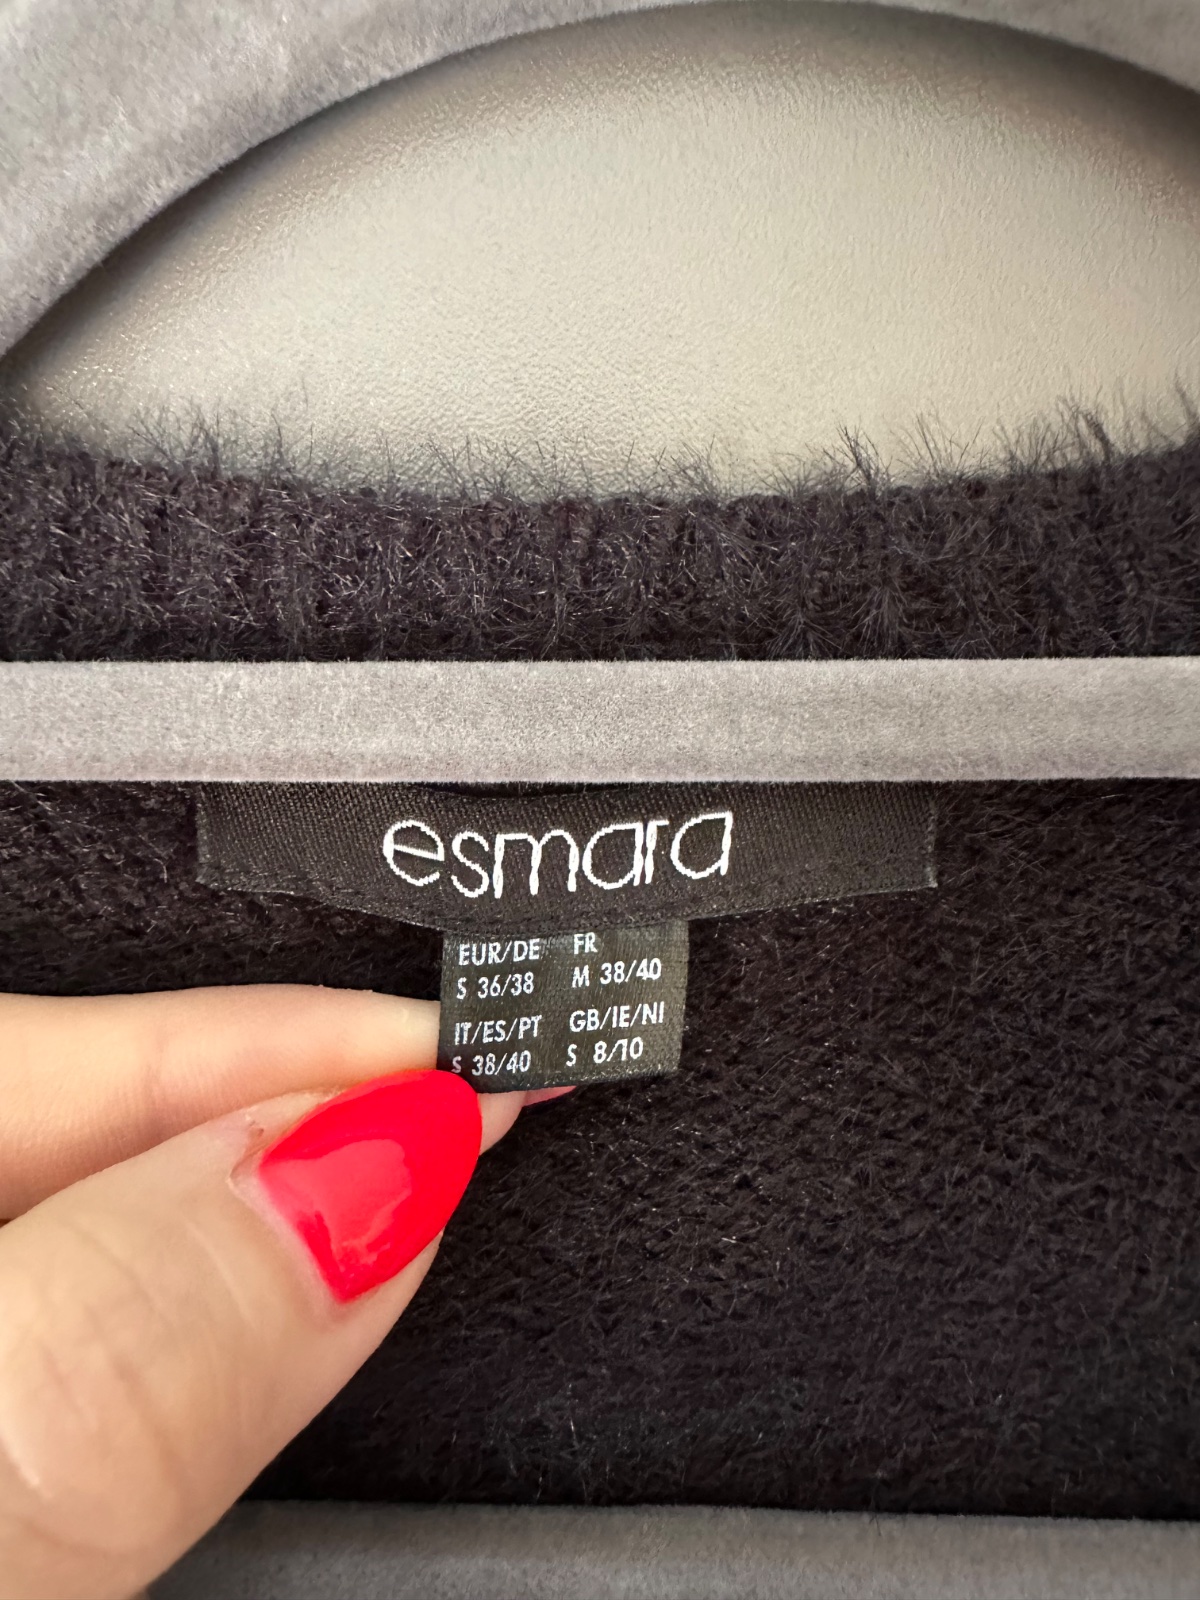 esmara
EUR/DE FR
S 36/38 M 38/40
IT/ES/PT GB/IE/NI
S 38/40 S 8/10